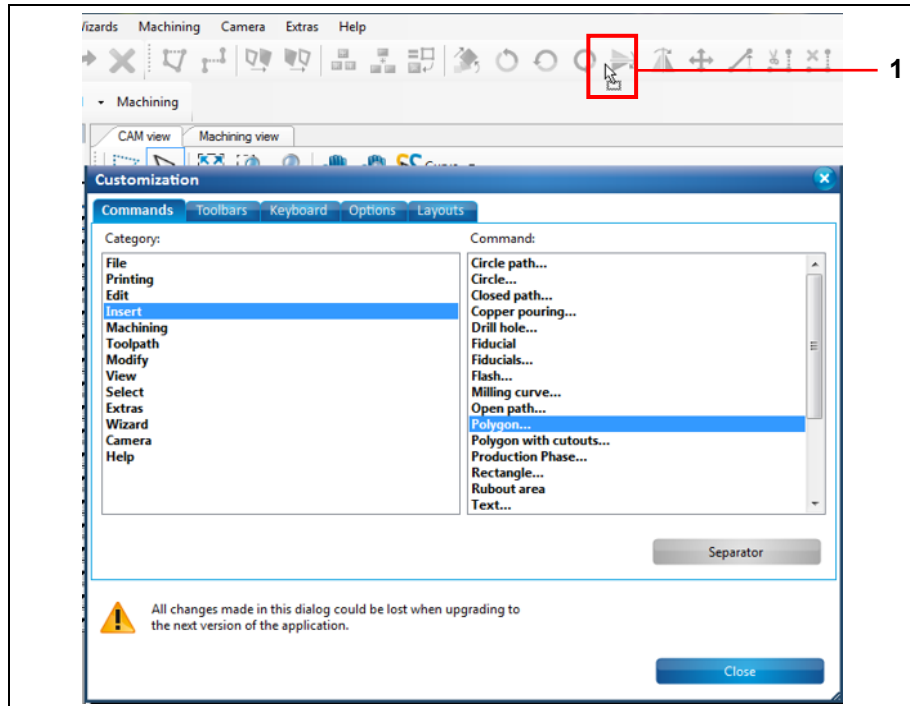 izards Machining Camera Extras Help
1
Machining
CAM view Machining view
Customization
Commands Toolbars Keyboard Options Layouts
Category: Command:
File
Printing
Edit
Insert
Machining
Toolpath
Modify
View
Select
Extras
Wizard
Camera
Help
Circle path...
Circle...
Closed path...
Copper pouring...
Drill hole...
Fiducial
Fiducials...
Flash...
Milling curve...
Open path...
Polygon...
Polygon with cutouts...
Production Phase...
Rectangle...
Rubout area
Text...
Separator
All changes made in this dialog could be lost when upgrading to
the next version of the application.
Close